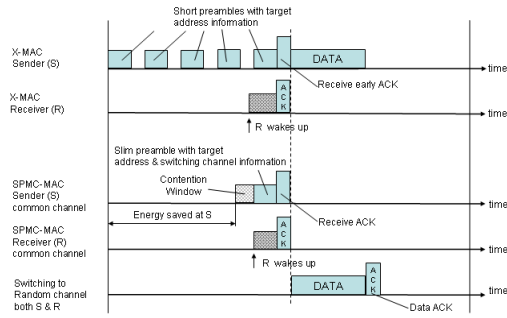 Short preambles with target
address information
X-MAC
Sender (S)
DATA
time
Receive early ACK
X-MAC
Receiver (R)
A
C
K
time
R wakes up
Slim preamble with target
address & switching channel information
Contention
Window
SPMC-MAC
Sender (S)
common channel
time
Energy saved at S
Receive ACK
SPMC-MAC
Receiver (R)
common channel
A
C
K
time
R wakes up
Switching to
Random channel
both S & R
DATA
A
C
K
time
Data ACK